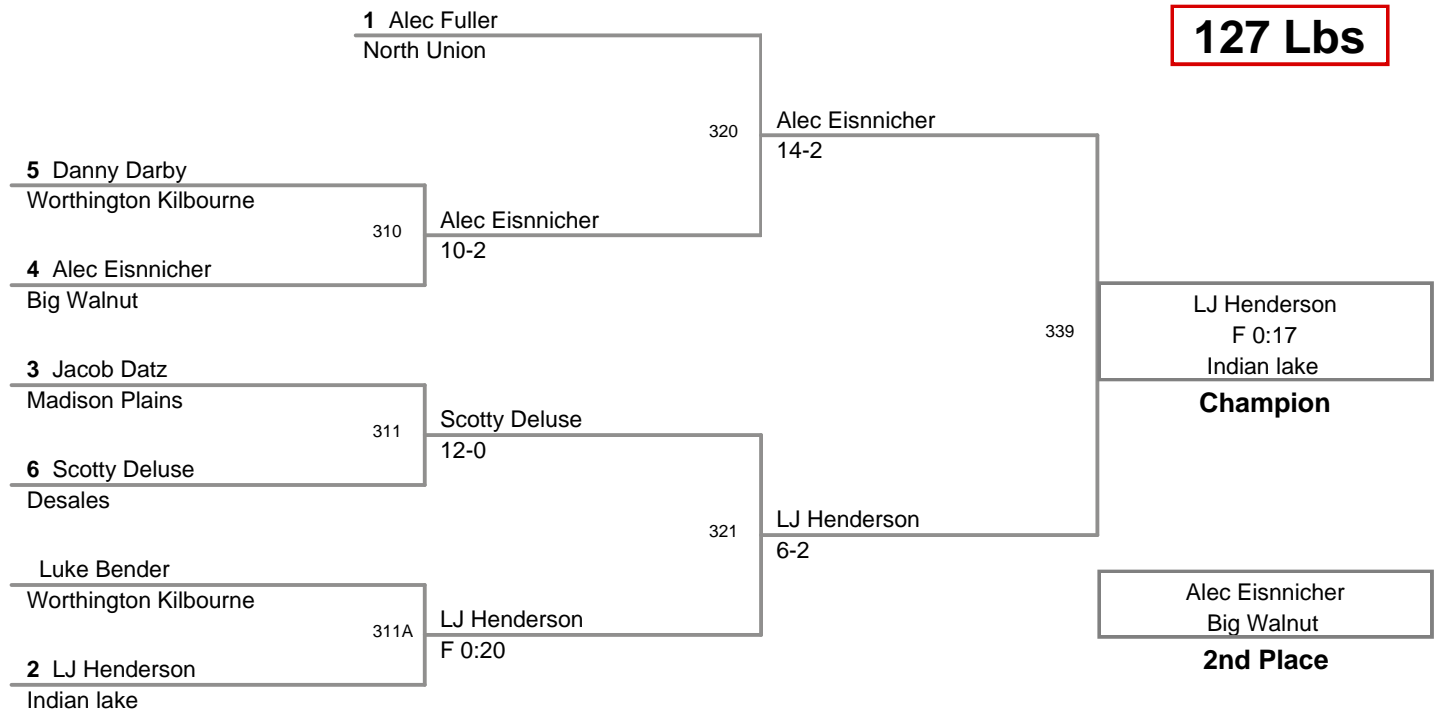 1 Alec Fuller
North Union
127 Lbs
320
Alec Eisnnicher
14-2
5 Danny Darby
Worthington Kilbourne
310
Alec Eisnnicher
10-2
4 Alec Eisnnicher
Big Walnut
339
LJ Henderson
F 0:17
Indian lake
Champion
3 Jacob Datz
Madison Plains
311
Scotty Deluse
12-0
6 Scotty Deluse
Desales
321
LJ Henderson
6-2
Luke Bender
Worthington Kilbourne
311A
LJ Henderson
F 0:20
2 LJ Henderson
Indian lake
Alec Eisnnicher
Big Walnut
2nd Place